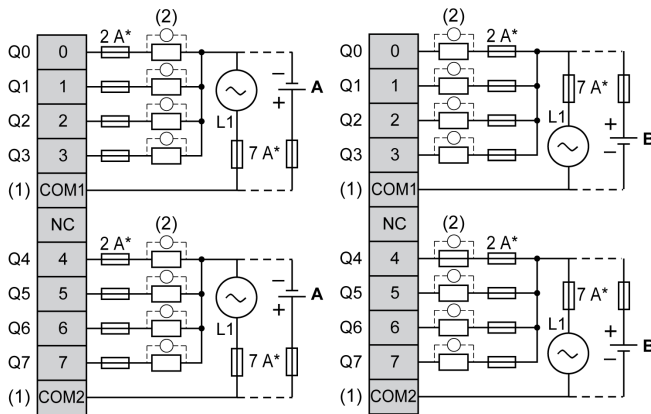 (2)
Q0 0 2 A*
Q1 1 − A
Q2 2 +
L1
Q3 3 7 A*
(1) COM1
NC
(2)
Q4 4 2 A*
Q5 5 − A
Q6 6 +
L1
Q7 7 7 A*
(1) COM2
(2)
Q0 0 2 A*
Q1 1 7 A*
Q2 2 L1 +
Q3 3 − B
(1) COM1
NC
(2)
Q4 4 2 A*
Q5 5 7 A*
Q6 6 L1 +
Q7 7 − B
(1) COM2